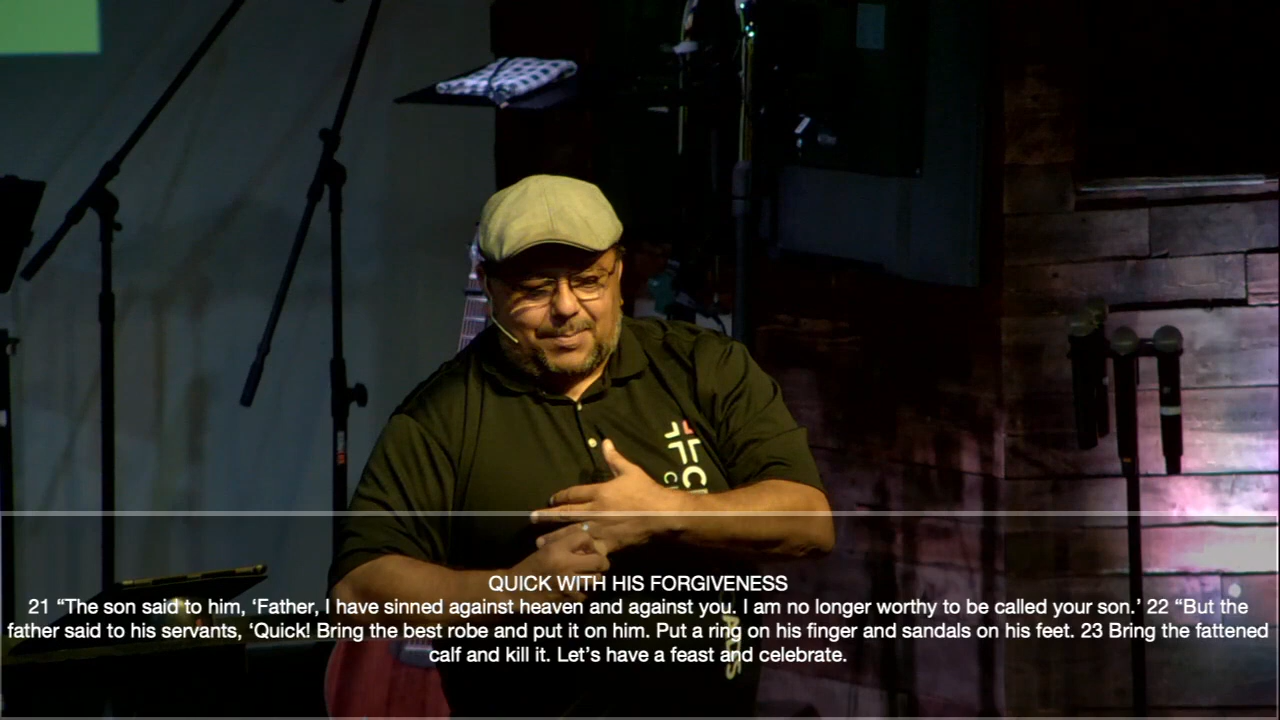 QUICK WITH HIS FORGIVENESS
21 “The son said to him, ‘Father, I have sinned against heaven and against you. I am no longer worthy to be called your son.’ 22 “But the
father said to his servants, ‘Quick! Bring the best robe and put it on him. Put a ring on his finger and sandals on his feet. 23 Bring the fattened
calf and kill it. Let’s have a feast and celebrate.